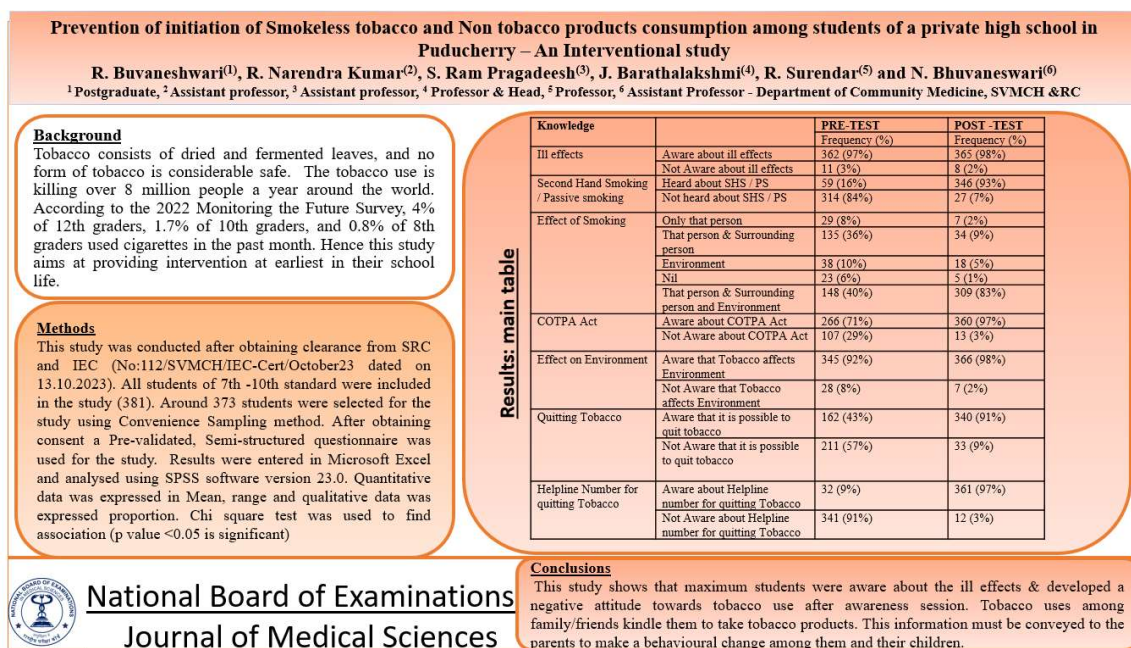 Prevention of initiation of Smokeless tobacco and Non tobacco products consumption among students of a private high school in
Puducherry – An Interventional study
R. Buvaneshwari(1), R. Narendra Kumar(2), S. Ram Pragadeesh(3), J. Barathalakshmi(4), R. Surendar(5) and N. Bhuvaneswari(6)
1 Postgraduate, 2 Assistant professor, 3 Assistant professor, 4 Professor & Head, 5 Professor, 6 Assistant Professor - Department of Community Medicine, SVMCH &RC
Background
Tobacco consists of dried and fermented leaves, and no
form of tobacco is considerable safe. The tobacco use is
killing over 8 million people a year around the world.
According to the 2022 Monitoring the Future Survey, 4%
of 12th graders, 1.7% of 10th graders, and 0.8% of 8th
graders used cigarettes in the past month. Hence this study
aims at providing intervention at earliest in their school
life.
Methods
This study was conducted after obtaining clearance from SRC
and IEC (No:112/SVMCH/IEC-Cert/October23 dated on
13.10.2023). All students of 7th -10th standard were included
in the study (381). Around 373 students were selected for the
study using Convenience Sampling method. After obtaining
consent a Pre-validated, Semi-structured questionnaire was
used for the study. Results were entered in Microsoft Excel
and analysed using SPSS software version 23.0. Quantitative
data was expressed in Mean, range and qualitative data was
expressed proportion. Chi square test was used to find
association (p value <0.05 is significant)
Results: main table
Knowledge PRE-TEST POST -TEST
Frequency (%) Frequency (%)
Ill effects Aware about ill effects 362 (97%) 365 (98%)
Not Aware about ill effects 11 (3%) 8 (2%)
Second Hand Smoking Heard about SHS / PS 59 (16%) 346 (93%)
/ Passive smoking Not heard about SHS / PS 314 (84%) 27 (7%)
Effect of Smoking Only that person 29 (8%) 7 (2%)
That person & Surrounding 135 (36%) 34 (9%)
person
Environment 38 (10%) 18 (5%)
Nil 23 (6%) 5 (1%)
That person & Surrounding 148 (40%) 309 (83%)
person and Environment
COTPA Act Aware about COTPA Act 266 (71%) 360 (97%)
Not Aware about COTPA Act 107 (29%) 13 (3%)
Effect on Environment Aware that Tobacco affects 345 (92%) 366 (98%)
Environment
Not Aware that Tobacco 28 (8%) 7 (2%)
affects Environment
Quitting Tobacco Aware that it is possible to 162 (43%) 340 (91%)
quit tobacco
Not Aware that it is possible 211 (57%) 33 (9%)
to quit tobacco
Helpline Number for Aware about Helpline 32 (9%) 361 (97%)
quitting Tobacco number for quitting Tobacco
Not Aware about Helpline 341 (91%) 12 (3%)
number for quitting Tobacco
National Board of Examinations
Journal of Medical Sciences
Conclusions
This study shows that maximum students were aware about the ill effects & developed a
negative attitude towards tobacco use after awareness session. Tobacco uses among
family/friends kindle them to take tobacco products. This information must be conveyed to the
parents to make a behavioural change among them and their children.